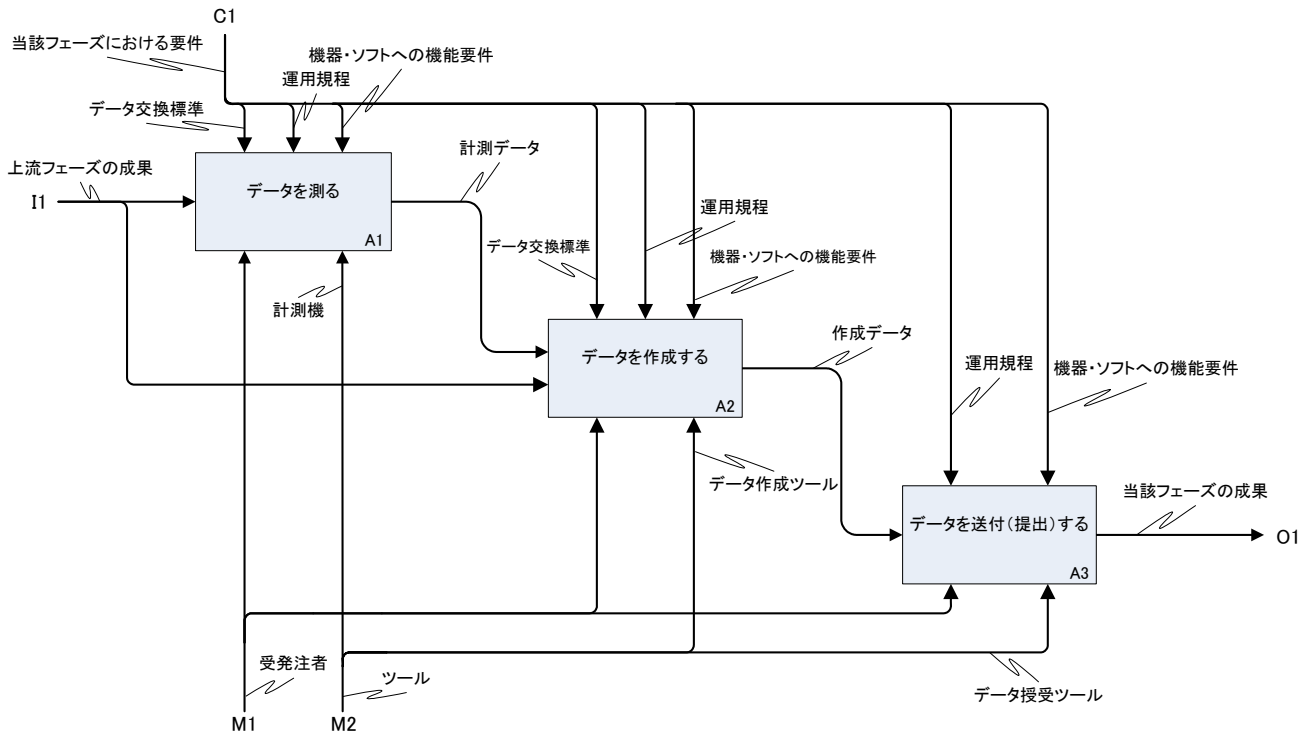 C1
当該フェーズにおける要件
機器・ソフトへの機能要件
運用規程
データ交換標準
上流フェーズの成果
I1
データを測る
A1
計測データ
計測機
データ交換標準
運用規程
機器・ソフトへの機能要件
データを作成する
A2
作成データ
データ作成ツール
運用規程
機器・ソフトへの機能要件
データを送付(提出)する
A3
当該フェーズの成果
O1
受発注者
ツール
データ授受ツール
M1
M2